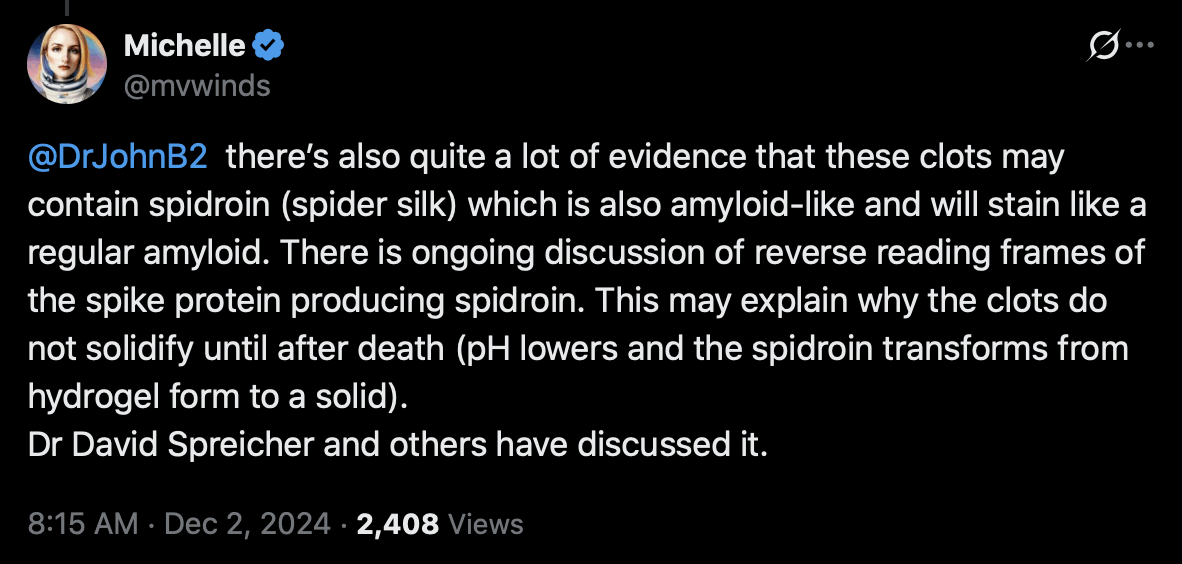 Michelle
@mvwinds
@DrJohnB2 there’s also quite a lot of evidence that these clots may
contain spidroin (spider silk) which is also amyloid-like and will stain like a
regular amyloid. There is ongoing discussion of reverse reading frames of
the spike protein producing spidroin. This may explain why the clots do
not solidify until after death (pH lowers and the spidroin transforms from
hydrogel form to a solid).
Dr David Spreicher and others have discussed it.
8:15 AM · Dec 2, 2024 · 2,408 Views